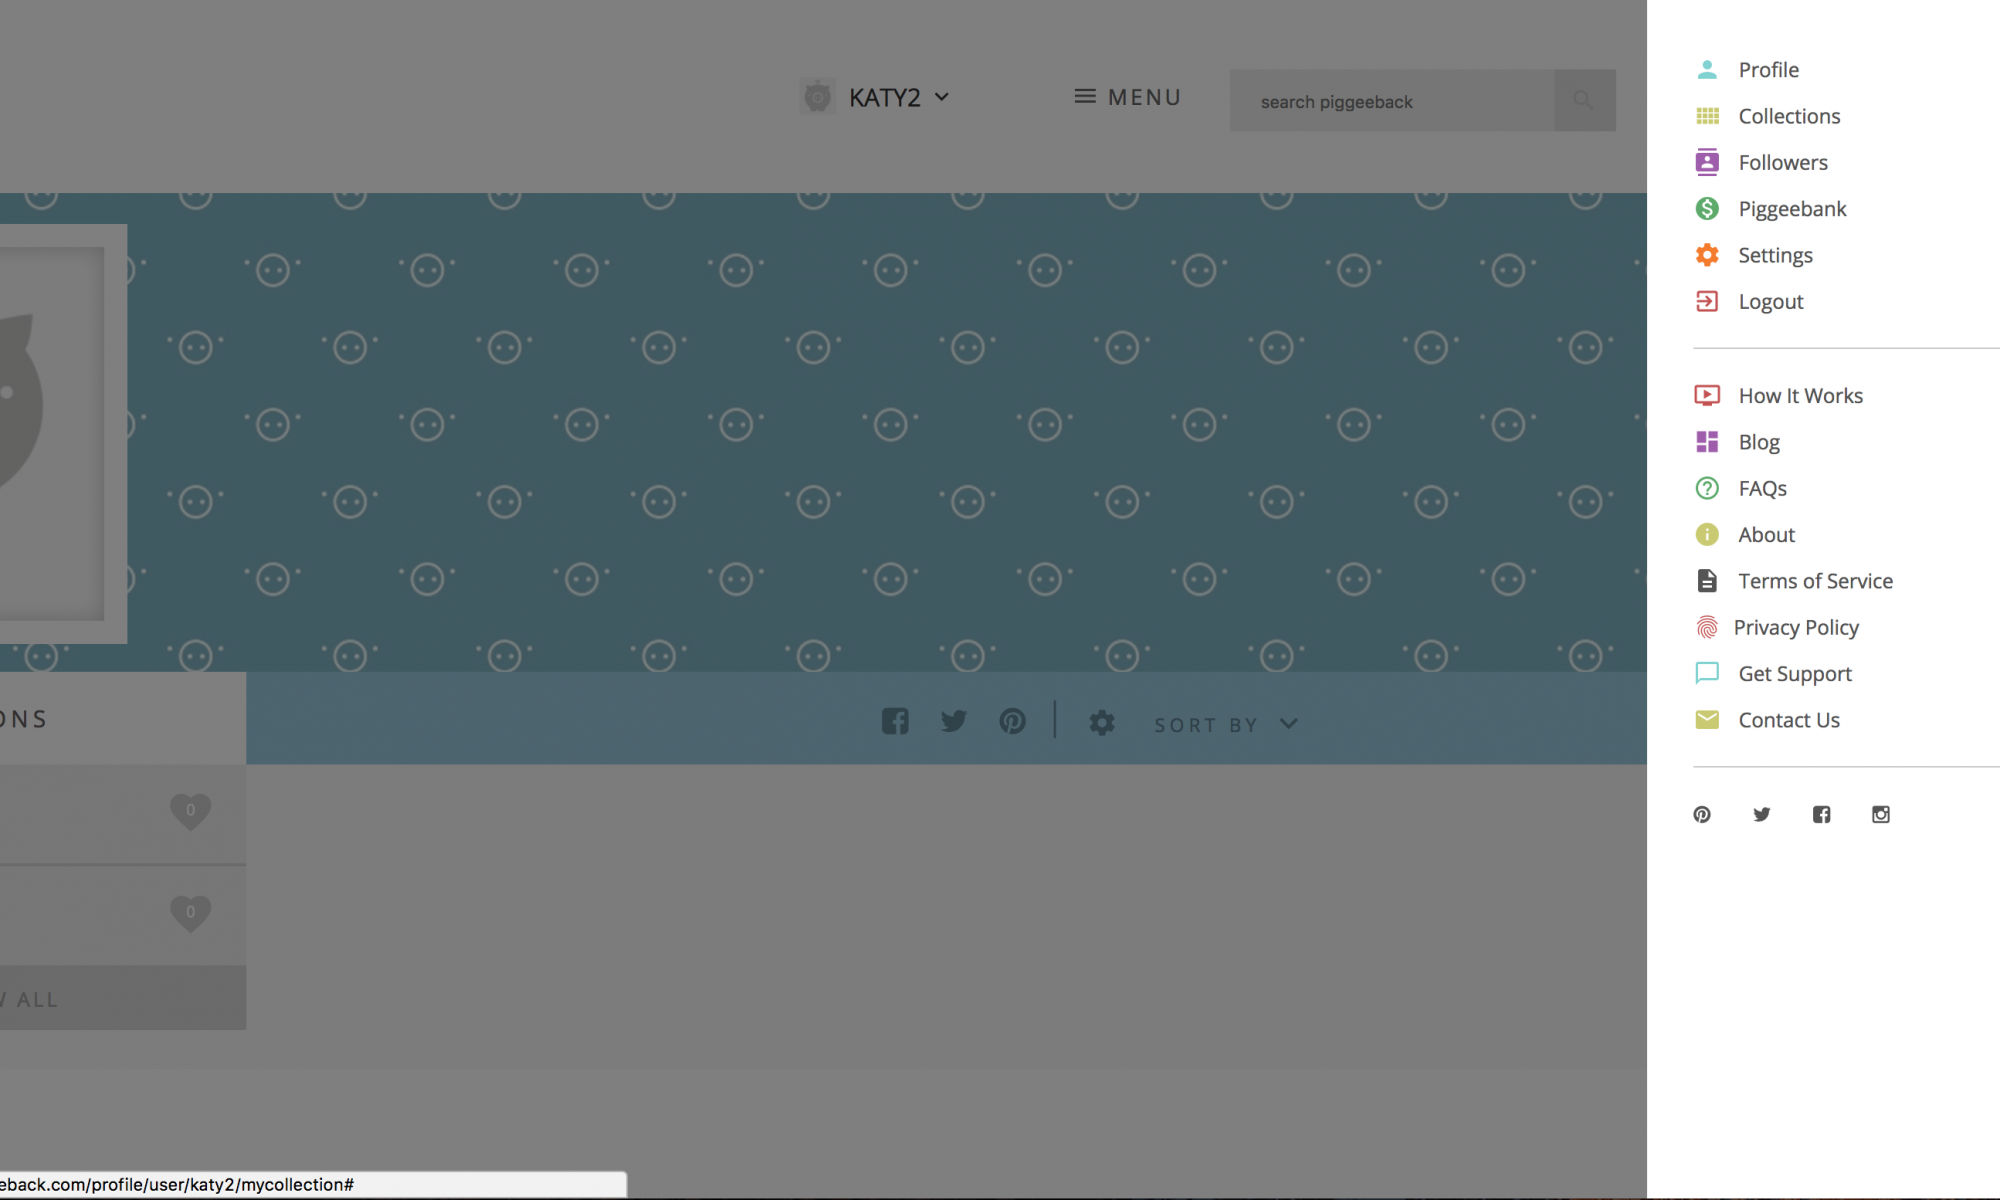 KATY2
MENU
search piggeeback
ONS
SORT BY
0
0
ALL
eback.com/profile/user/katy2/mycollection#
Profile
Collections
Followers
Piggeebank
Settings
Logout
How It Works
Blog
FAQs
About
Terms of Service
Privacy Policy
Get Support
Contact Us